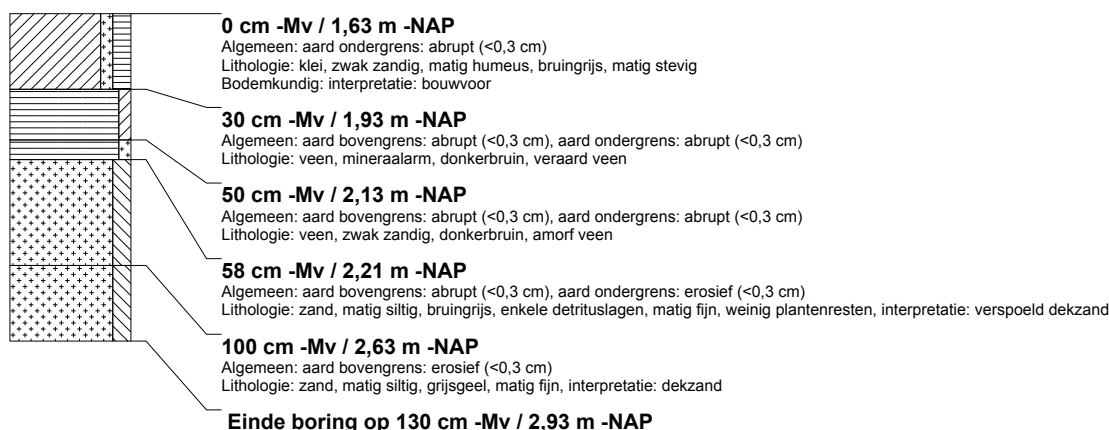 0 cm -Mv / 1,63 m -NAP
Algemeen: aard ondergrens: abrupt (<0,3 cm)
Lithologie: klei, zwak zandig, matig humeus, bruingrijs, matig stevig
Bodemkundig: interpretatie: bouwvoor
30 cm -Mv / 1,93 m -NAP
Algemeen: aard bovengrens: abrupt (<0,3 cm), aard ondergrens: abrupt (<0,3 cm)
Lithologie: veen, mineraalarm, donkerbruin, veraard veen
50 cm -Mv / 2,13 m -NAP
Algemeen: aard bovengrens: abrupt (<0,3 cm), aard ondergrens: abrupt (<0,3 cm)
Lithologie: veen, zwak zandig, donkerbruin, amorf veen
58 cm -Mv / 2,21 m -NAP
Algemeen: aard bovengrens: abrupt (<0,3 cm), aard ondergrens: erosief (<0,3 cm)
Lithologie: zand, matig siltig, bruingrijs, enkele detrituslagen, matig fijn, weinig plantenresten, interpretatie: verspoeld dekzand
100 cm -Mv / 2,63 m -NAP
Algemeen: aard bovengrens: erosief (<0,3 cm)
Lithologie: zand, matig siltig, grijsgeel, matig fijn, interpretatie: dekzand
Einde boring op 130 cm -Mv / 2,93 m -NAP